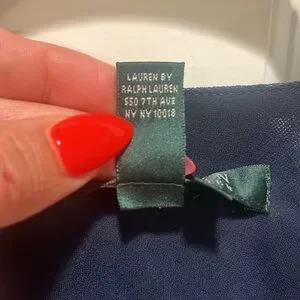 LAUREN BY
RALPH LAUREN
550 7TH AVE
NY NY 10018